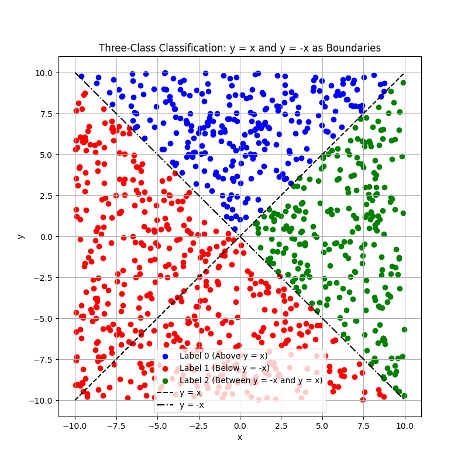 Three-Class Classification: y = x and y = -x as Boundaries
10.0
7.5
5.0
2.5
0.0
−2.5
−5.0
−7.5
−10.0
y
Label 0 (Above y = x)
Label 1 (Below y = -x)
Label 2 (Between y = -x and y = x)
y = x
y = -x
−10.0 −7.5 −5.0 −2.5 0.0 2.5 5.0 7.5 10.0
x